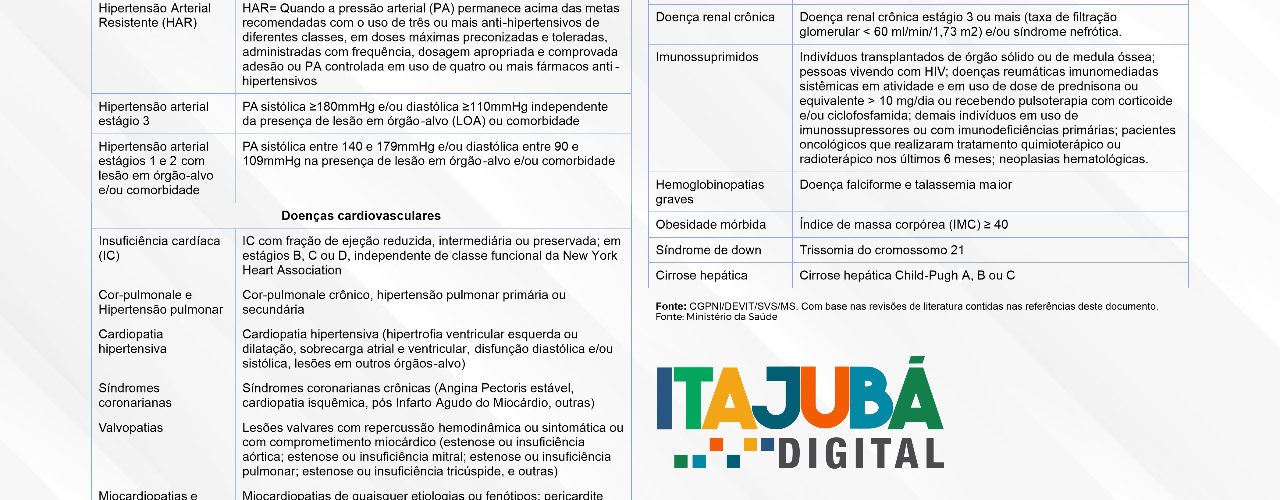 Hipertensão Arterial
Resistente (HAR)
HAR= Quando a pressão arterial (PA) permanece acima das metas
recomendadas com o uso de três ou mais anti-hipertensivos de
diferentes classes, em doses máximas preconizadas e toleradas,
administradas com frequência, dosagem apropriada e comprovada
adesão ou PA controlada em uso de quatro ou mais fármacos anti-
hipertensivos
Hipertensão arterial
estágio 3
PA sistólica ≥180mmHg e/ou diastólica ≥110mmHg independente
da presença de lesão em órgão-alvo (LOA) ou comorbidade
Hipertensão arterial
estágios 1 e 2 com
lesão em órgão-alvo
e/ou comorbidade
PA sistólica entre 140 e 179mmHg e/ou diastólica entre 90 e
109mmHg na presença de lesão em órgão-alvo e/ou comorbidade
Doenças cardiovasculares
Insuficiência cardíaca
(IC)
IC com fração de ejeção reduzida, intermediária ou preservada; em
estágios B, C ou D, independente de classe funcional da New York
Heart Association
Cor-pulmonale e
Hipertensão pulmonar
Cor-pulmonale crônico, hipertensão pulmonar primária ou
secundária
Cardiopatia
hipertensiva
Cardiopatia hipertensiva (hipertrofia ventricular esquerda ou
dilatação, sobrecarga atrial e ventricular, disfunção diastólica e/ou
sistólica, lesões em outros órgãos-alvo)
Síndromes
coronarianas
Síndromes coronarianas crônicas (Angina Pectoris estável,
cardiopatia isquêmica, pós Infarto Agudo do Miocárdio, outras)
Valvopatias
Lesões valvares com repercussão hemodinâmica ou sintomática ou
com comprometimento miocárdico (estenose ou insuficiência
aórtica; estenose ou insuficiência mitral; estenose ou insuficiência
pulmonar; estenose ou insuficiência tricúspide, e outras)
Miocardiopatias e
Miocardiopatias de quaisquer etiologias ou fenótipos; pericardite
Doença renal crônica
Doença renal crônica estágio 3 ou mais (taxa de filtração
glomerular < 60 ml/min/1,73 m2) e/ou síndrome nefrótica.
Imunossuprimidos
Indivíduos transplantados de órgão sólido ou de medula óssea;
pessoas vivendo com HIV; doenças reumáticas imunomediadas
sistêmicas em atividade e em uso de dose de prednisona ou
equivalente > 10 mg/dia ou recebendo pulsoterapia com corticoide
e/ou ciclofosfamida; demais indivíduos em uso de
imunossupressores ou com imunodeficiências primárias; pacientes
oncológicos que realizaram tratamento quimioterápico ou
radioterápico nos últimos 6 meses; neoplasias hematológicas.
Hemoglobinopatias
graves
Doença falciforme e talassemia maior
Obesidade mórbida
Índice de massa corpórea (IMC) ≥ 40
Síndrome de down
Trissomia do cromossomo 21
Cirrose hepática
Cirrose hepática Child-Pugh A, B ou C
Fonte: CGPNI/DEVIT/SVS/MS. Com base nas revisões de literatura contidas nas referências deste documento.
Fonte: Ministério da Saúde
ITAJUBÁ
DIGITAL